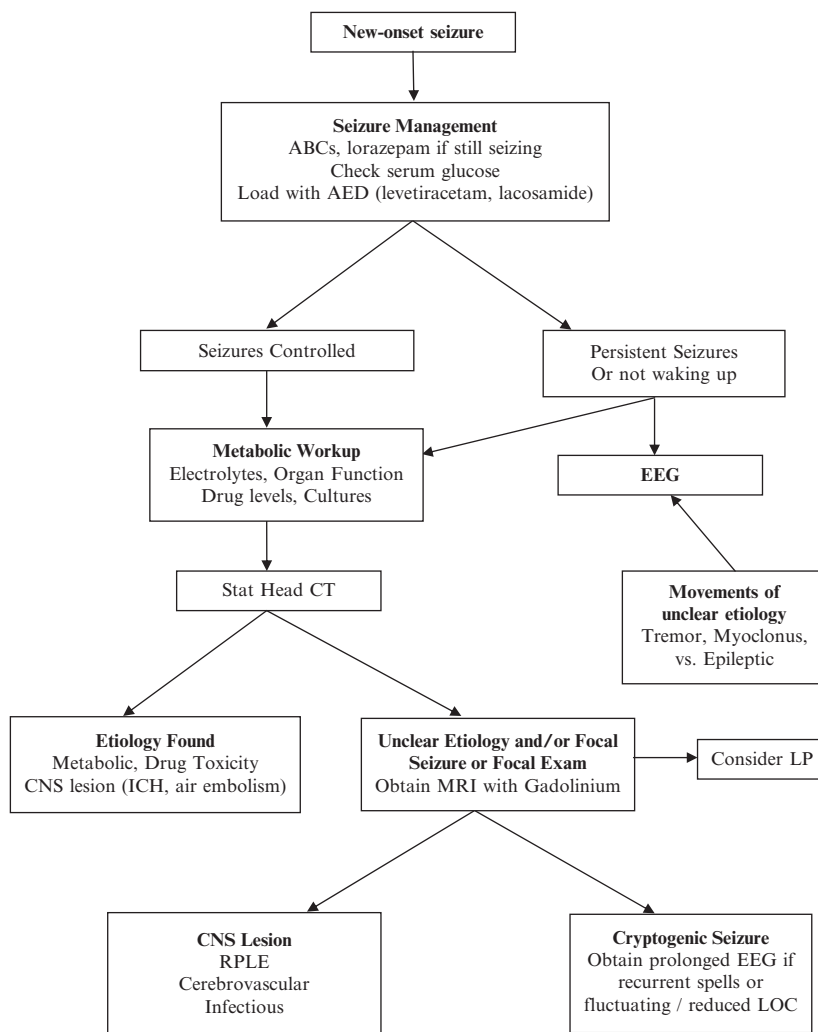 New-onset seizure
Seizure Management
ABCs, lorazepam if still seizing
Check serum glucose
Load with AED (levetiracetam, lacosamide)
Seizures Controlled
Persistent Seizures
Or not waking up
Metabolic Workup
Electrolytes, Organ Function
Drug levels, Cultures
EEG
Stat Head CT
Movements of
unclear etiology
Tremor, Myoclonus,
vs. Epileptic
Etiology Found
Metabolic, Drug Toxicity
CNS lesion (ICH, air embolism)
Unclear Etiology and/or Focal
Seizure or Focal Exam
Obtain MRI with Gadolinium
Consider LP
CNS Lesion
RPLE
Cerebrovascular
Infectious
Cryptogenic Seizure
Obtain prolonged EEG if
recurrent spells or
fluctuating / reduced LOC